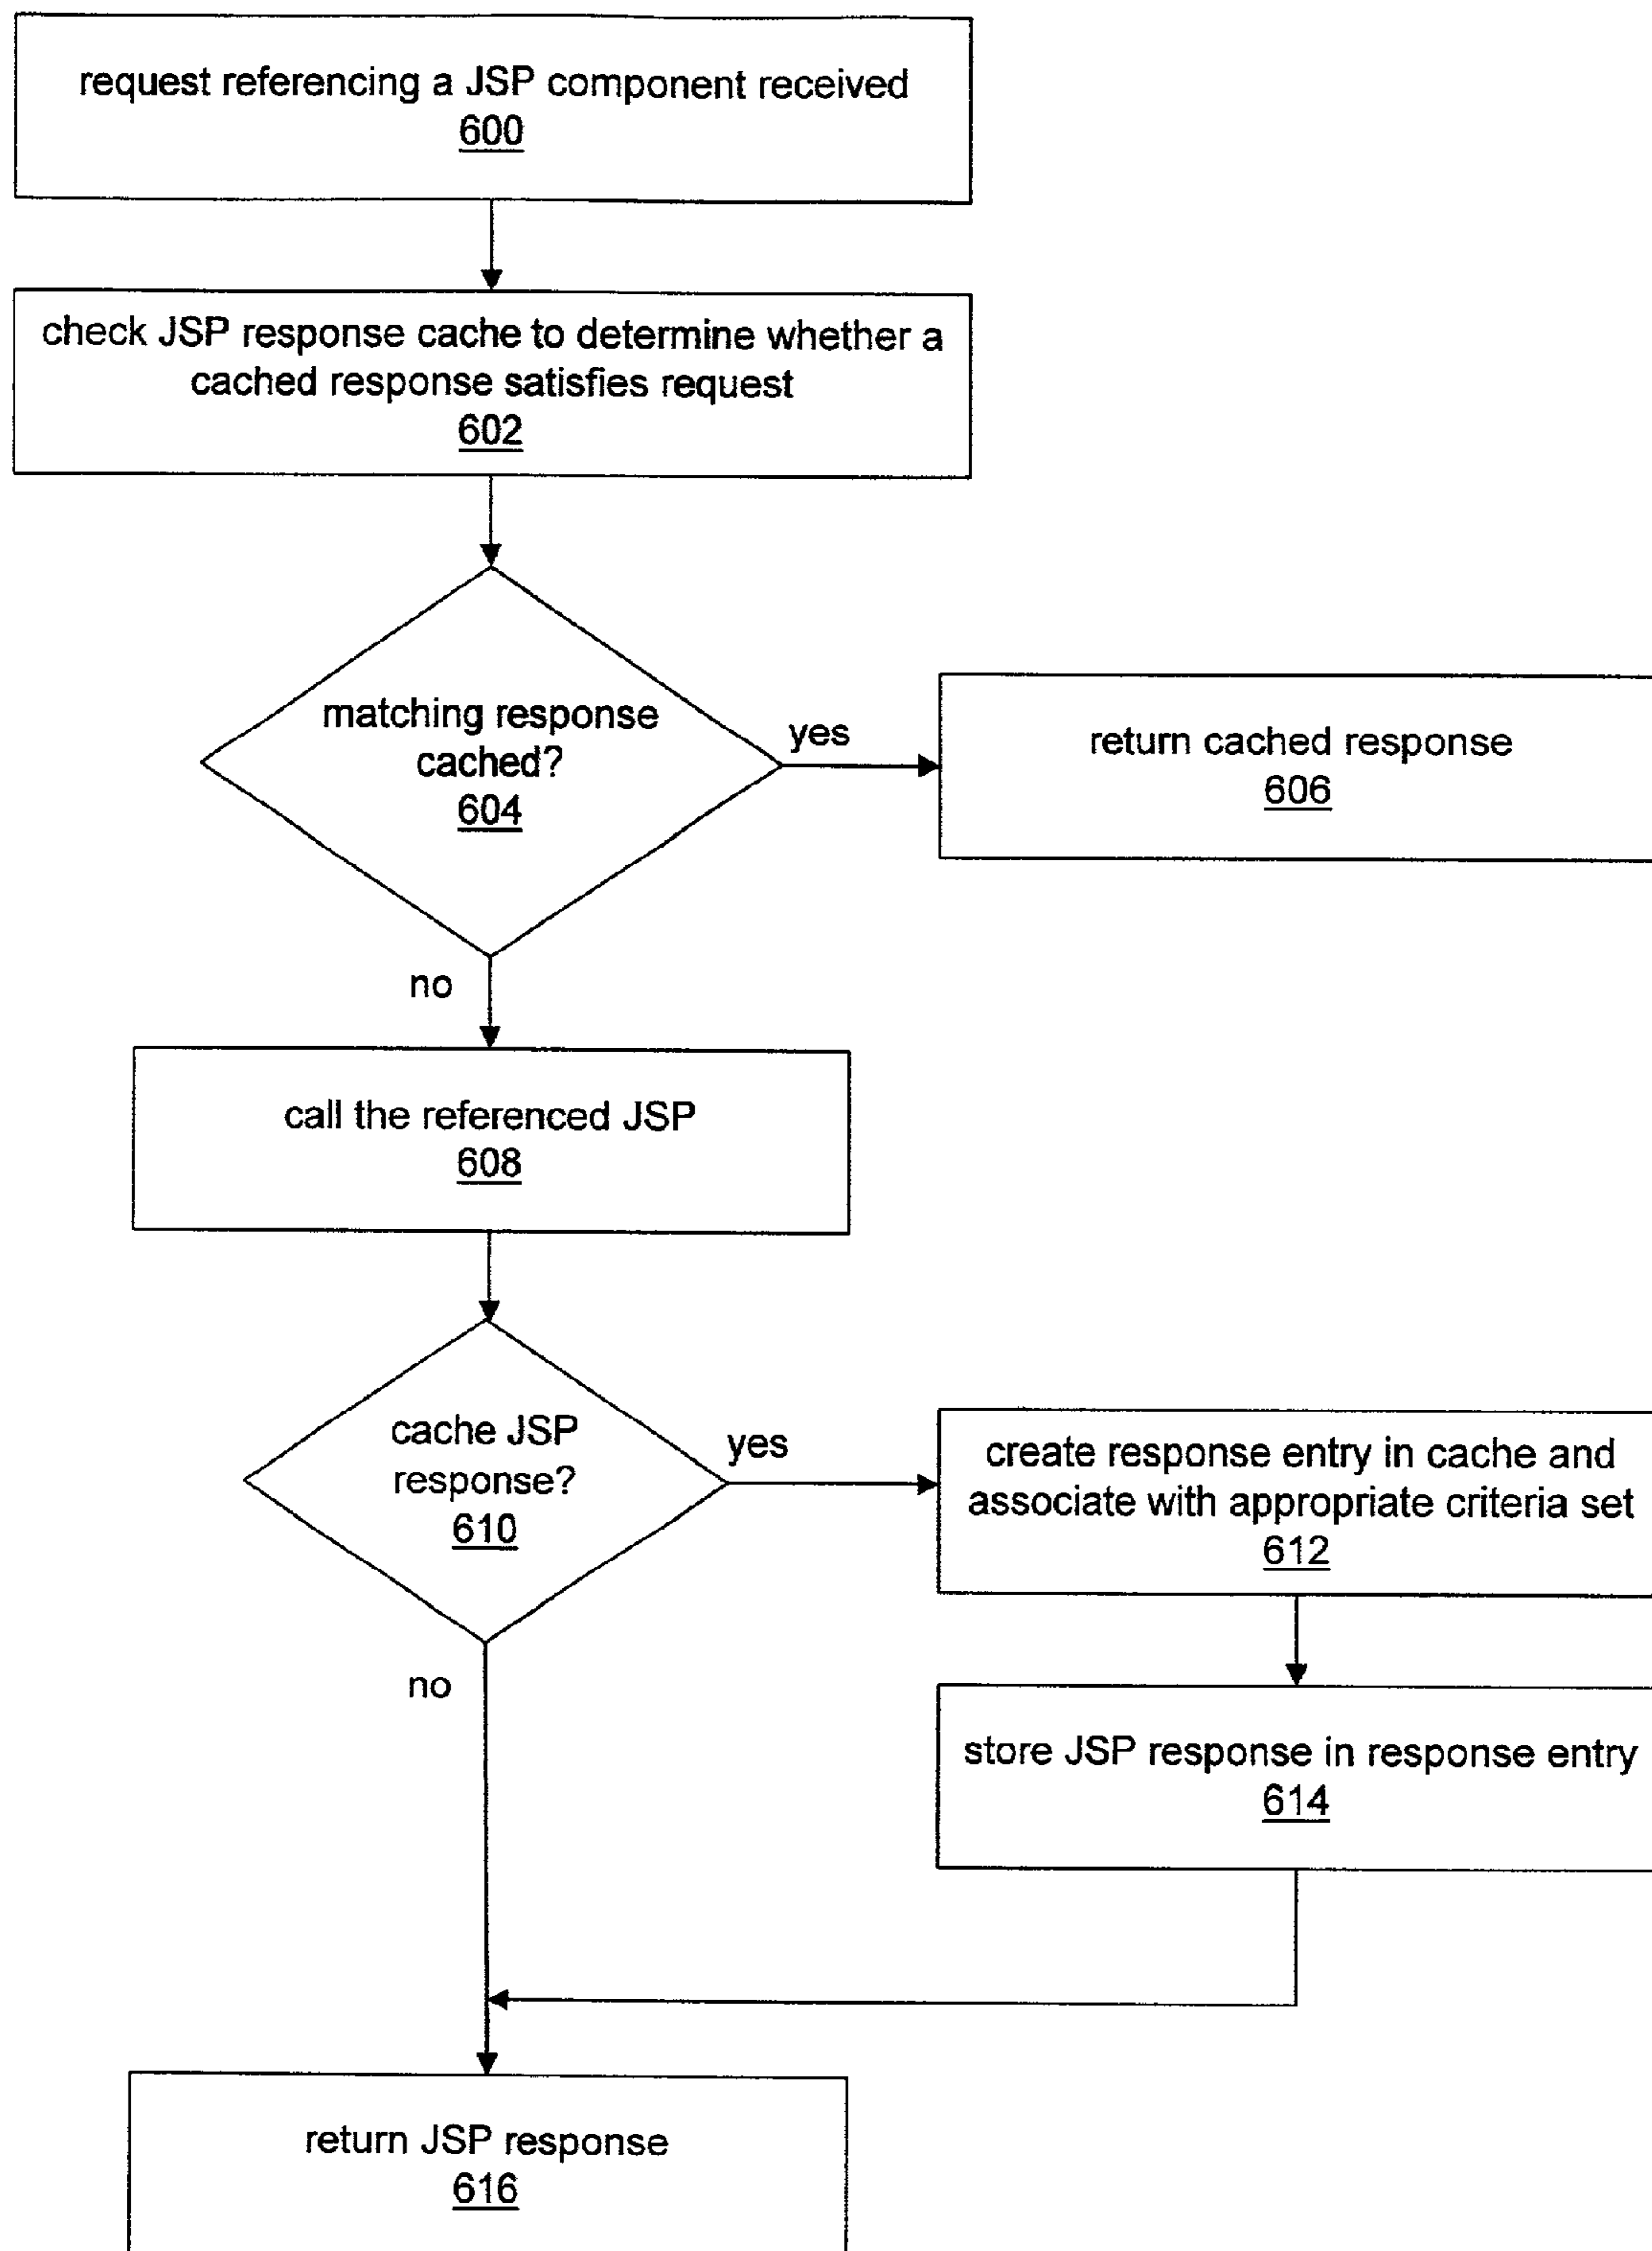 request referencing a JSP component received
600
check JSP response cache to determine whether a
cached response satisfies request
602
matching response
cached?
604
yes
return cached response
606
no
call the referenced JSP
608
cache JSP
response?
610
yes
create response entry in cache and
associate with appropriate criteria set
612
no
store JSP response in response entry
614
return JSP response
616